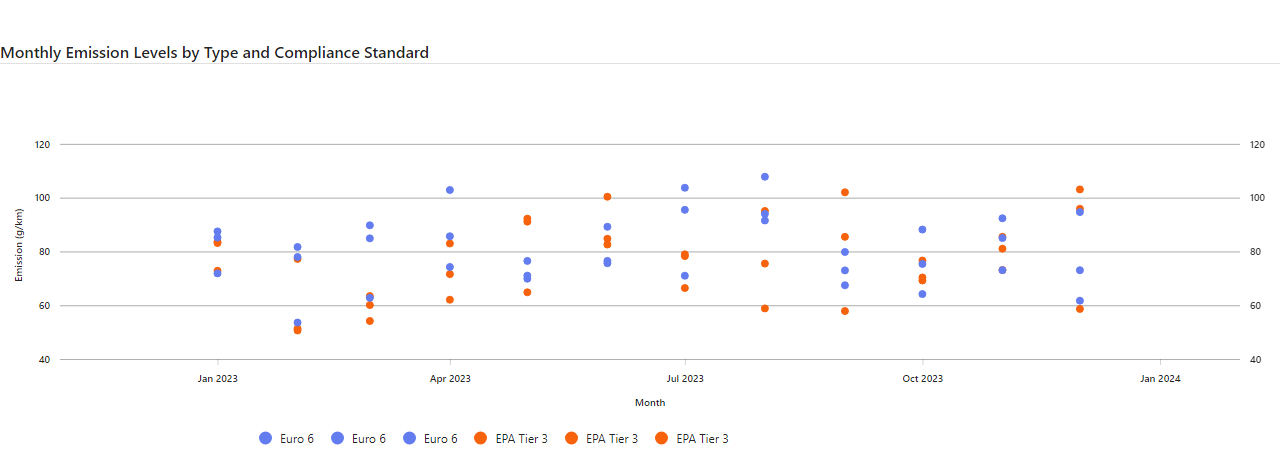 Monthly Emission Levels by Type and Compliance Standard
120 120
100 100
80 80
60 60
40 40
Emission (g/km)
Jan 2023 Apr 2023 Jul 2023 Oct 2023 Jan 2024
Month
Euro 6 Euro 6 Euro 6 EPA Tier 3 EPA Tier 3 EPA Tier 3